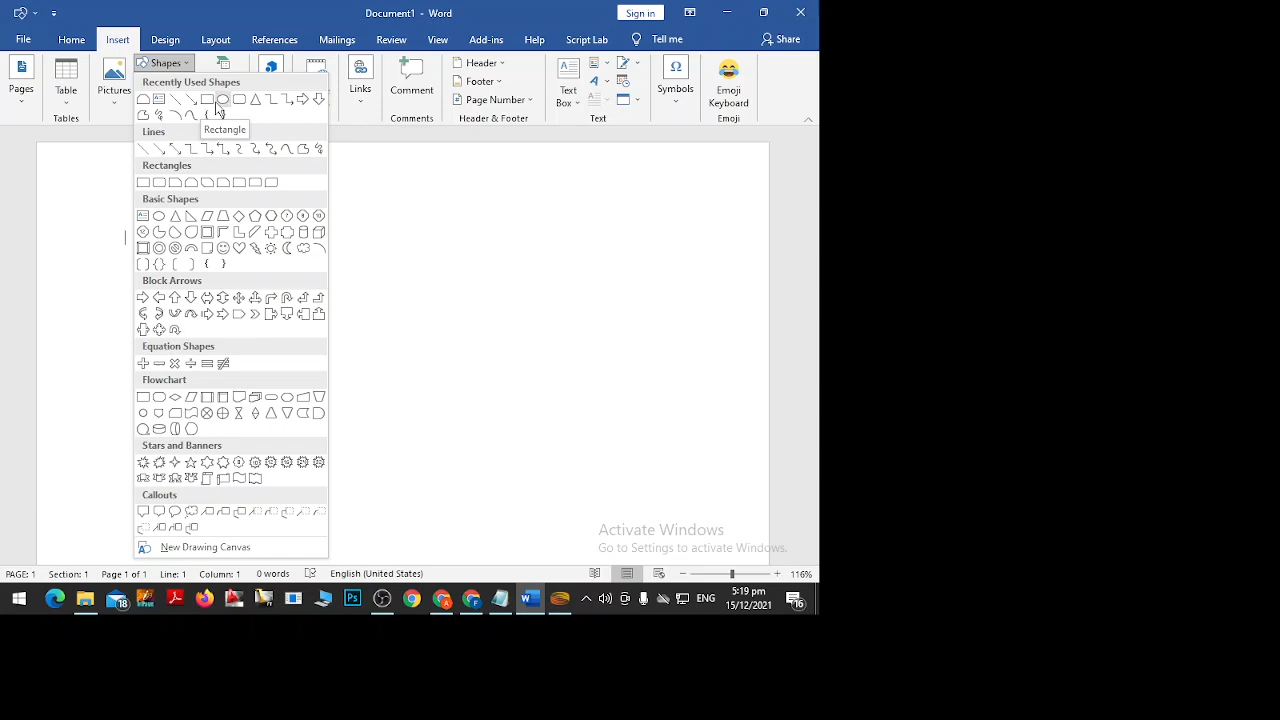 Document1 - Word
Sign in
File Home Insert Design Layout References Mailings Review View Add-ins Help Script Lab Tell me Share
Pages
Table
Pictures
Shapes
Links
Comment
Header
Footer
Page Number
Text Box
Symbols
Emoji Keyboard
Tables
Comments
Header & Footer
Text
Emoji
Recently Used Shapes
Rectangle
Lines
Rectangles
Basic Shapes
Block Arrows
Equation Shapes
Flowchart
Stars and Banners
Callouts
New Drawing Canvas
Activate Windows
Go to Settings to activate Windows.
PAGE: 1 Section: 1 Page 1 of 1 Line: 1 Column: 1 0 words English (United States) 116%
18
Ps
ENG
5:19 pm
15/12/2021
16